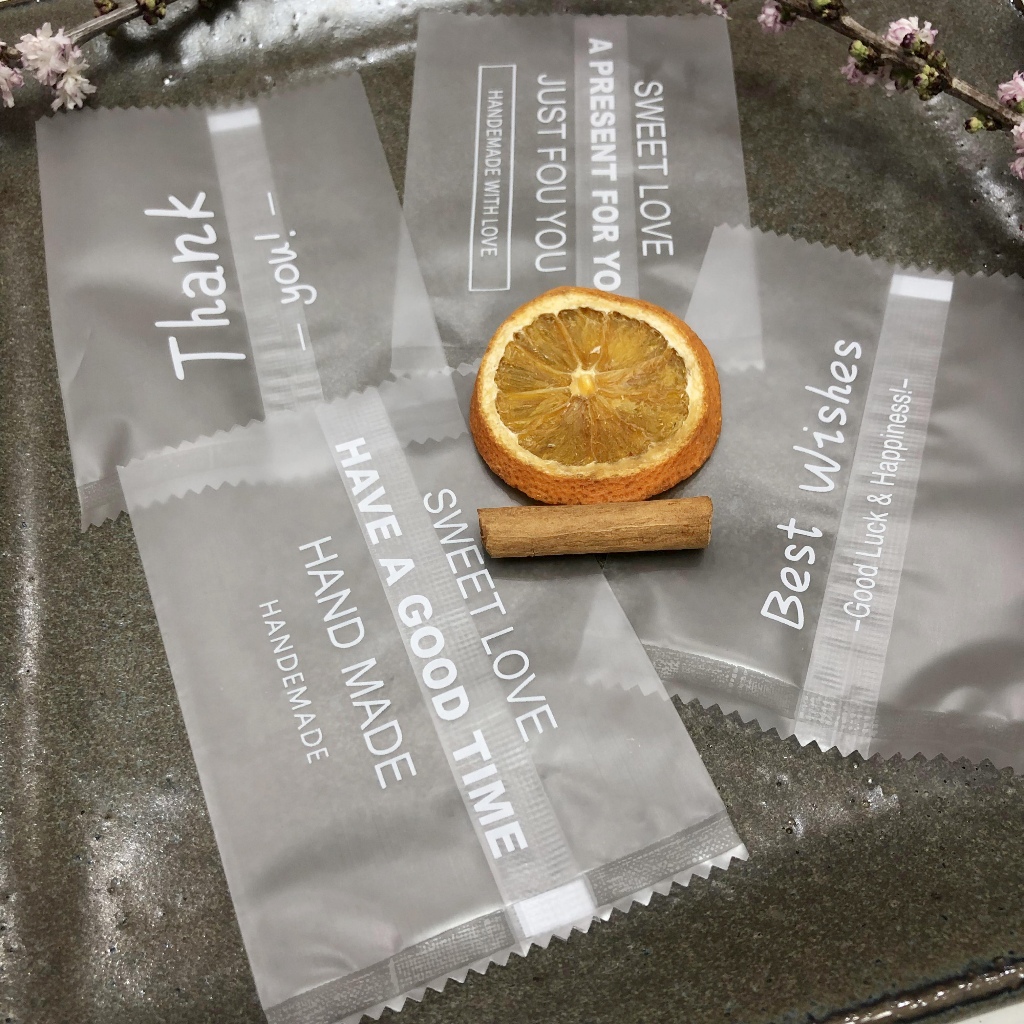 Thank
– you! –
SWEET LOVE
A PRESENT FOR YO
JUST FOU YOU
HANDMADE WITH LOVE
SWEET LOVE
HAVE A GOOD TIME
HAND MADE
HANDEMADE
Best Wishes
-Good Luck & Happiness!-